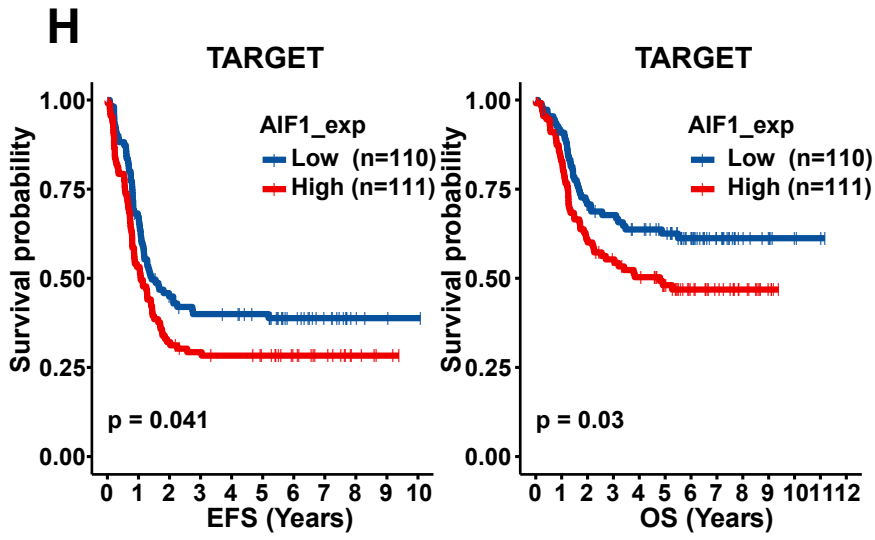 H
TARGET
1.00
0.75
0.50
0.25
0.00
Survival probability
AIF1_exp
Low (n=110)
High (n=111)
p = 0.041
0 1 2 3 4 5 6 7 8 9 10
EFS (Years)
TARGET
1.00
0.75
0.50
0.25
0.00
Survival probability
AIF1_exp
Low (n=110)
High (n=111)
p = 0.03
0 1 2 3 4 5 6 7 8 9 10 11 12
OS (Years)